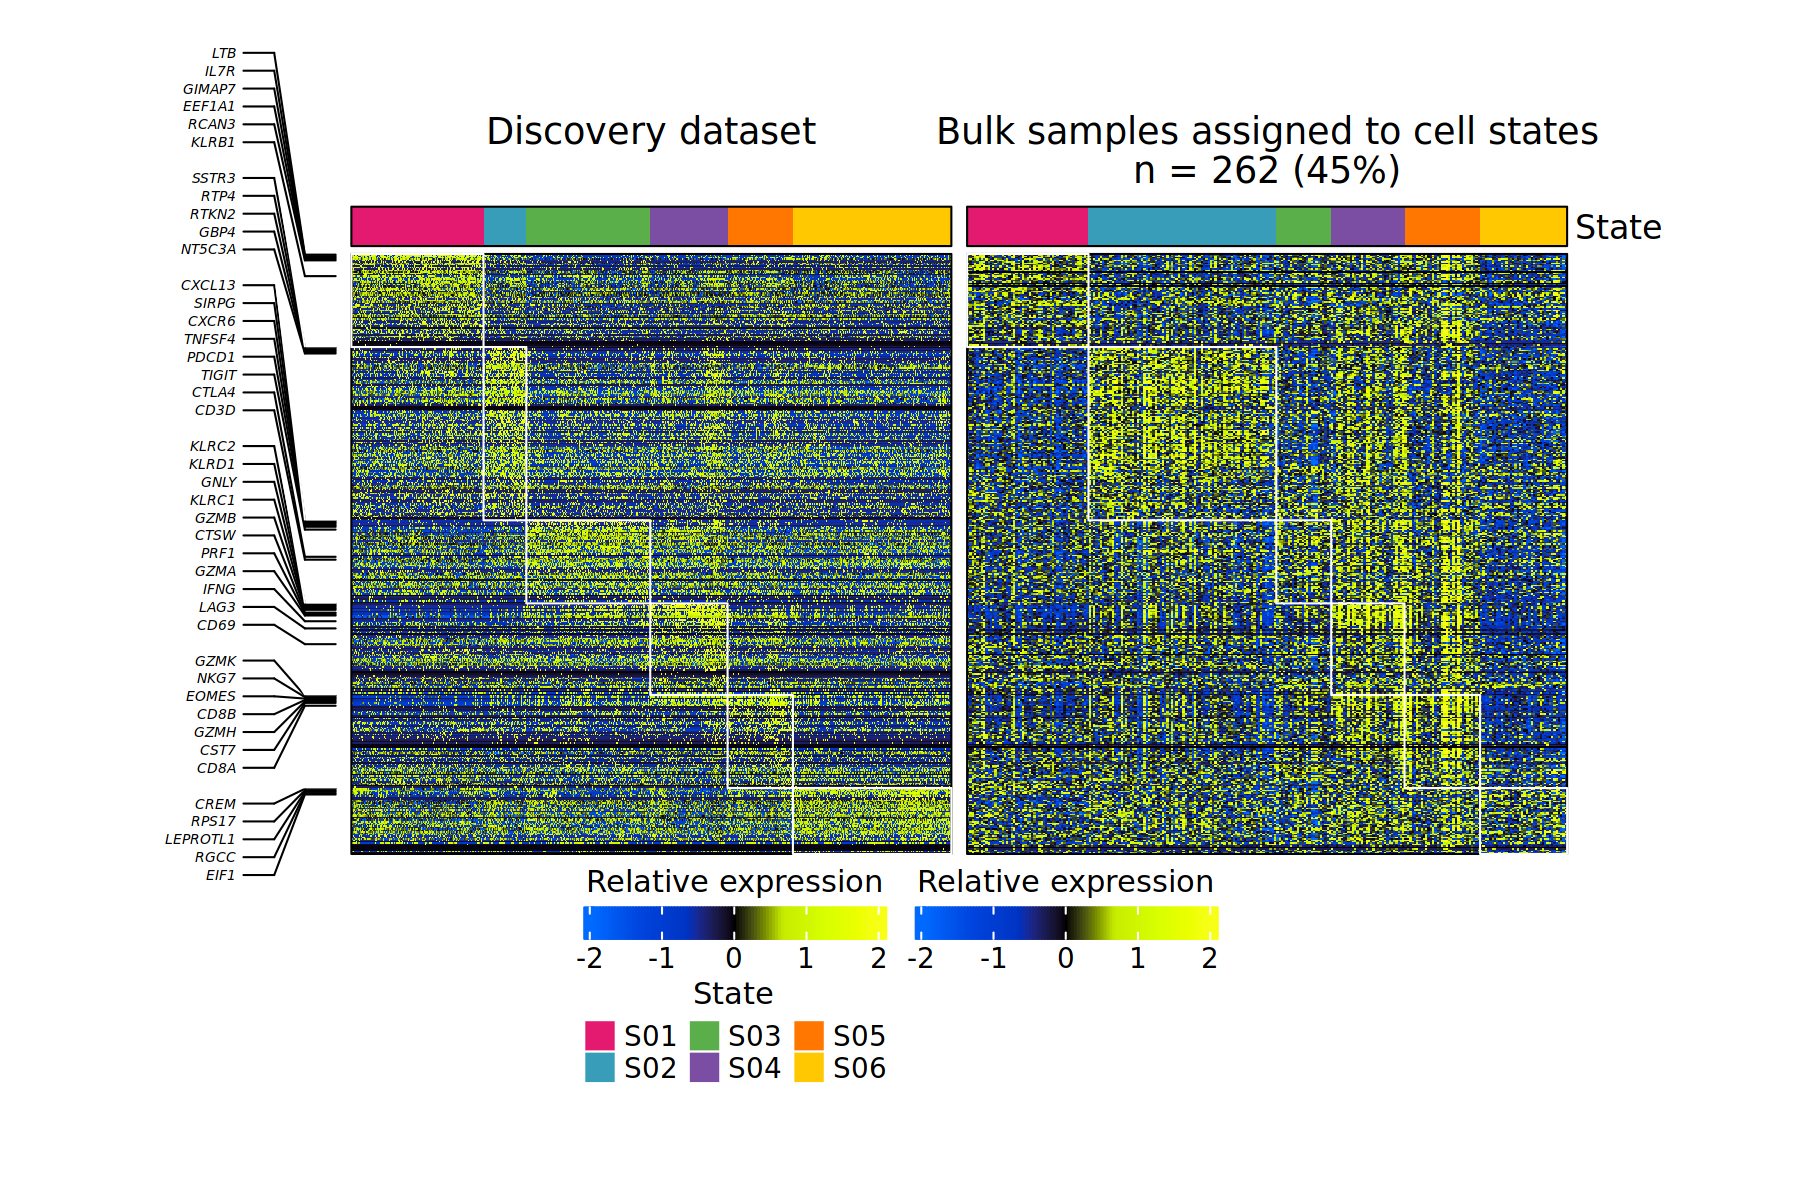 LTB
IL7R
GIMAP7
EEF1A1
RCAN3
KLRB1
SSTR3
RTP4
RTKN2
GBP4
NT5C3A
CXCL13
SIRPG
CXCR6
TNFSF4
PDCD1
TIGIT
CTLA4
CD3D
KLRC2
KLRD1
GNLY
KLRC1
GZMB
CTSW
PRF1
GZMA
IFNG
LAG3
CD69
GZMK
NKG7
EOMES
CD8B
GZMH
CST7
CD8A
CREM
RPS17
LEPROTL1
RGCC
EIF1
Discovery dataset
Bulk samples assigned to cell states
n = 262 (45%)
State
Relative expression
-2 -1 0 1 2
Relative expression
-2 -1 0 1 2
State
S01 S03 S05
S02 S04 S06